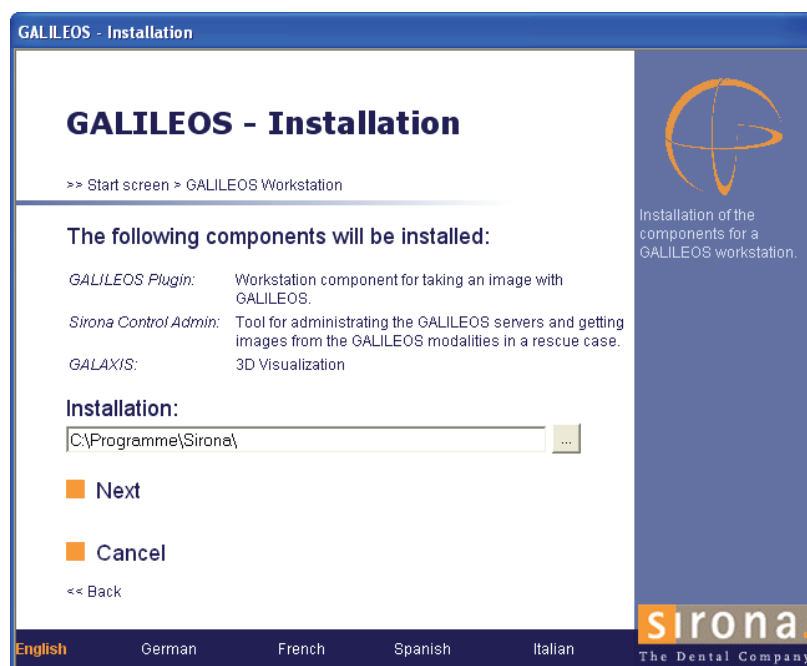 GALILEOS - Installation
GALILEOS - Installation
>> Start screen > GALILEOS Workstation
The following components will be installed:
GALILEOS Plugin: Workstation component for taking an image with
GALILEOS.
Sirona Control Admin: Tool for administrating the GALILEOS servers and getting
images from the GALILEOS modalities in a rescue case.
GALAXIS: 3D Visualization
Installation:
C:\Programme\Sirona\
...
Next
Cancel
<< Back
Installation of the
components for a
GALILEOS workstation.
English German French Spanish Italian
sirona.
The Dental Company